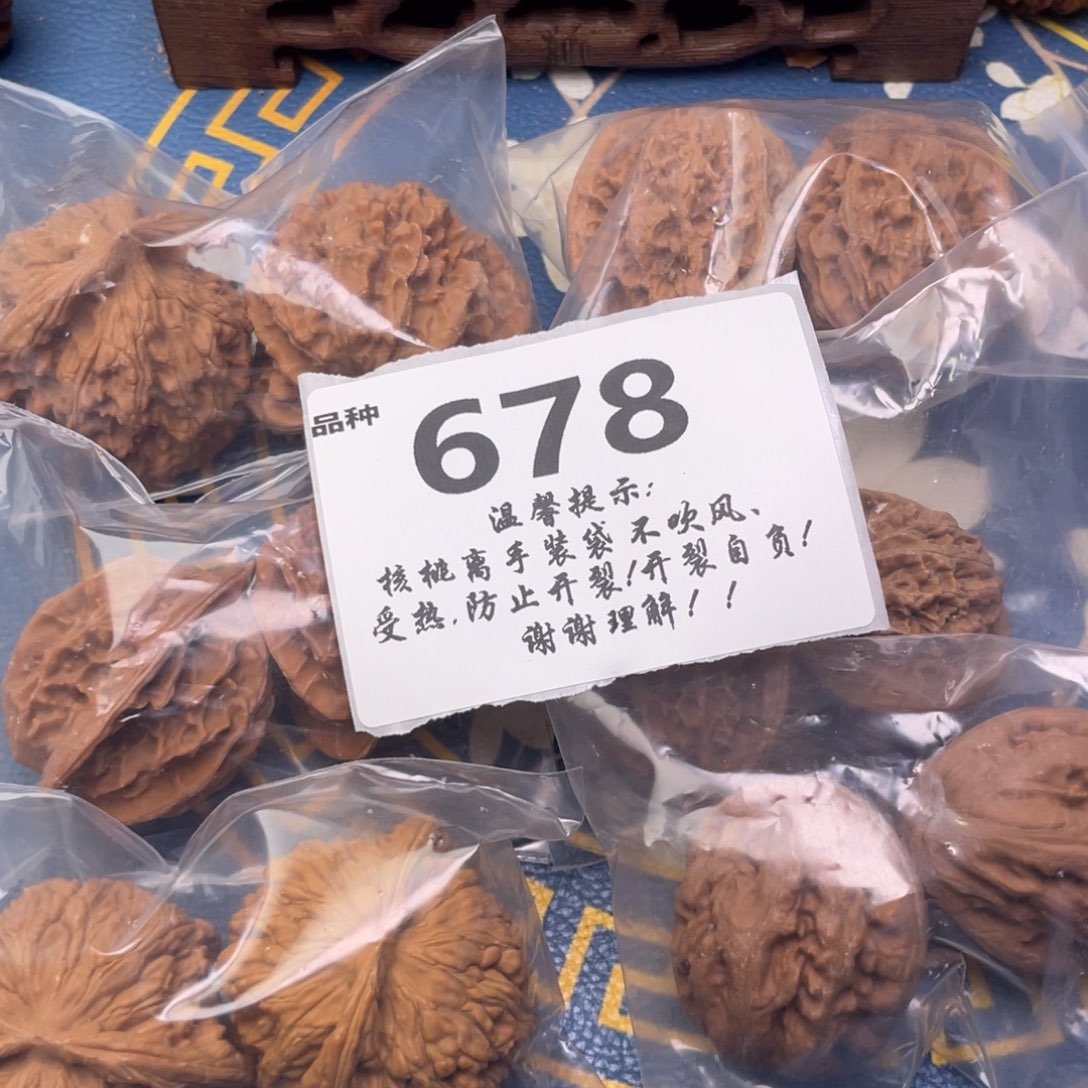 品种
678
温馨提示:
核桃离手装袋不吹风、
受热,防止开裂!开裂自负!
谢谢理解!!